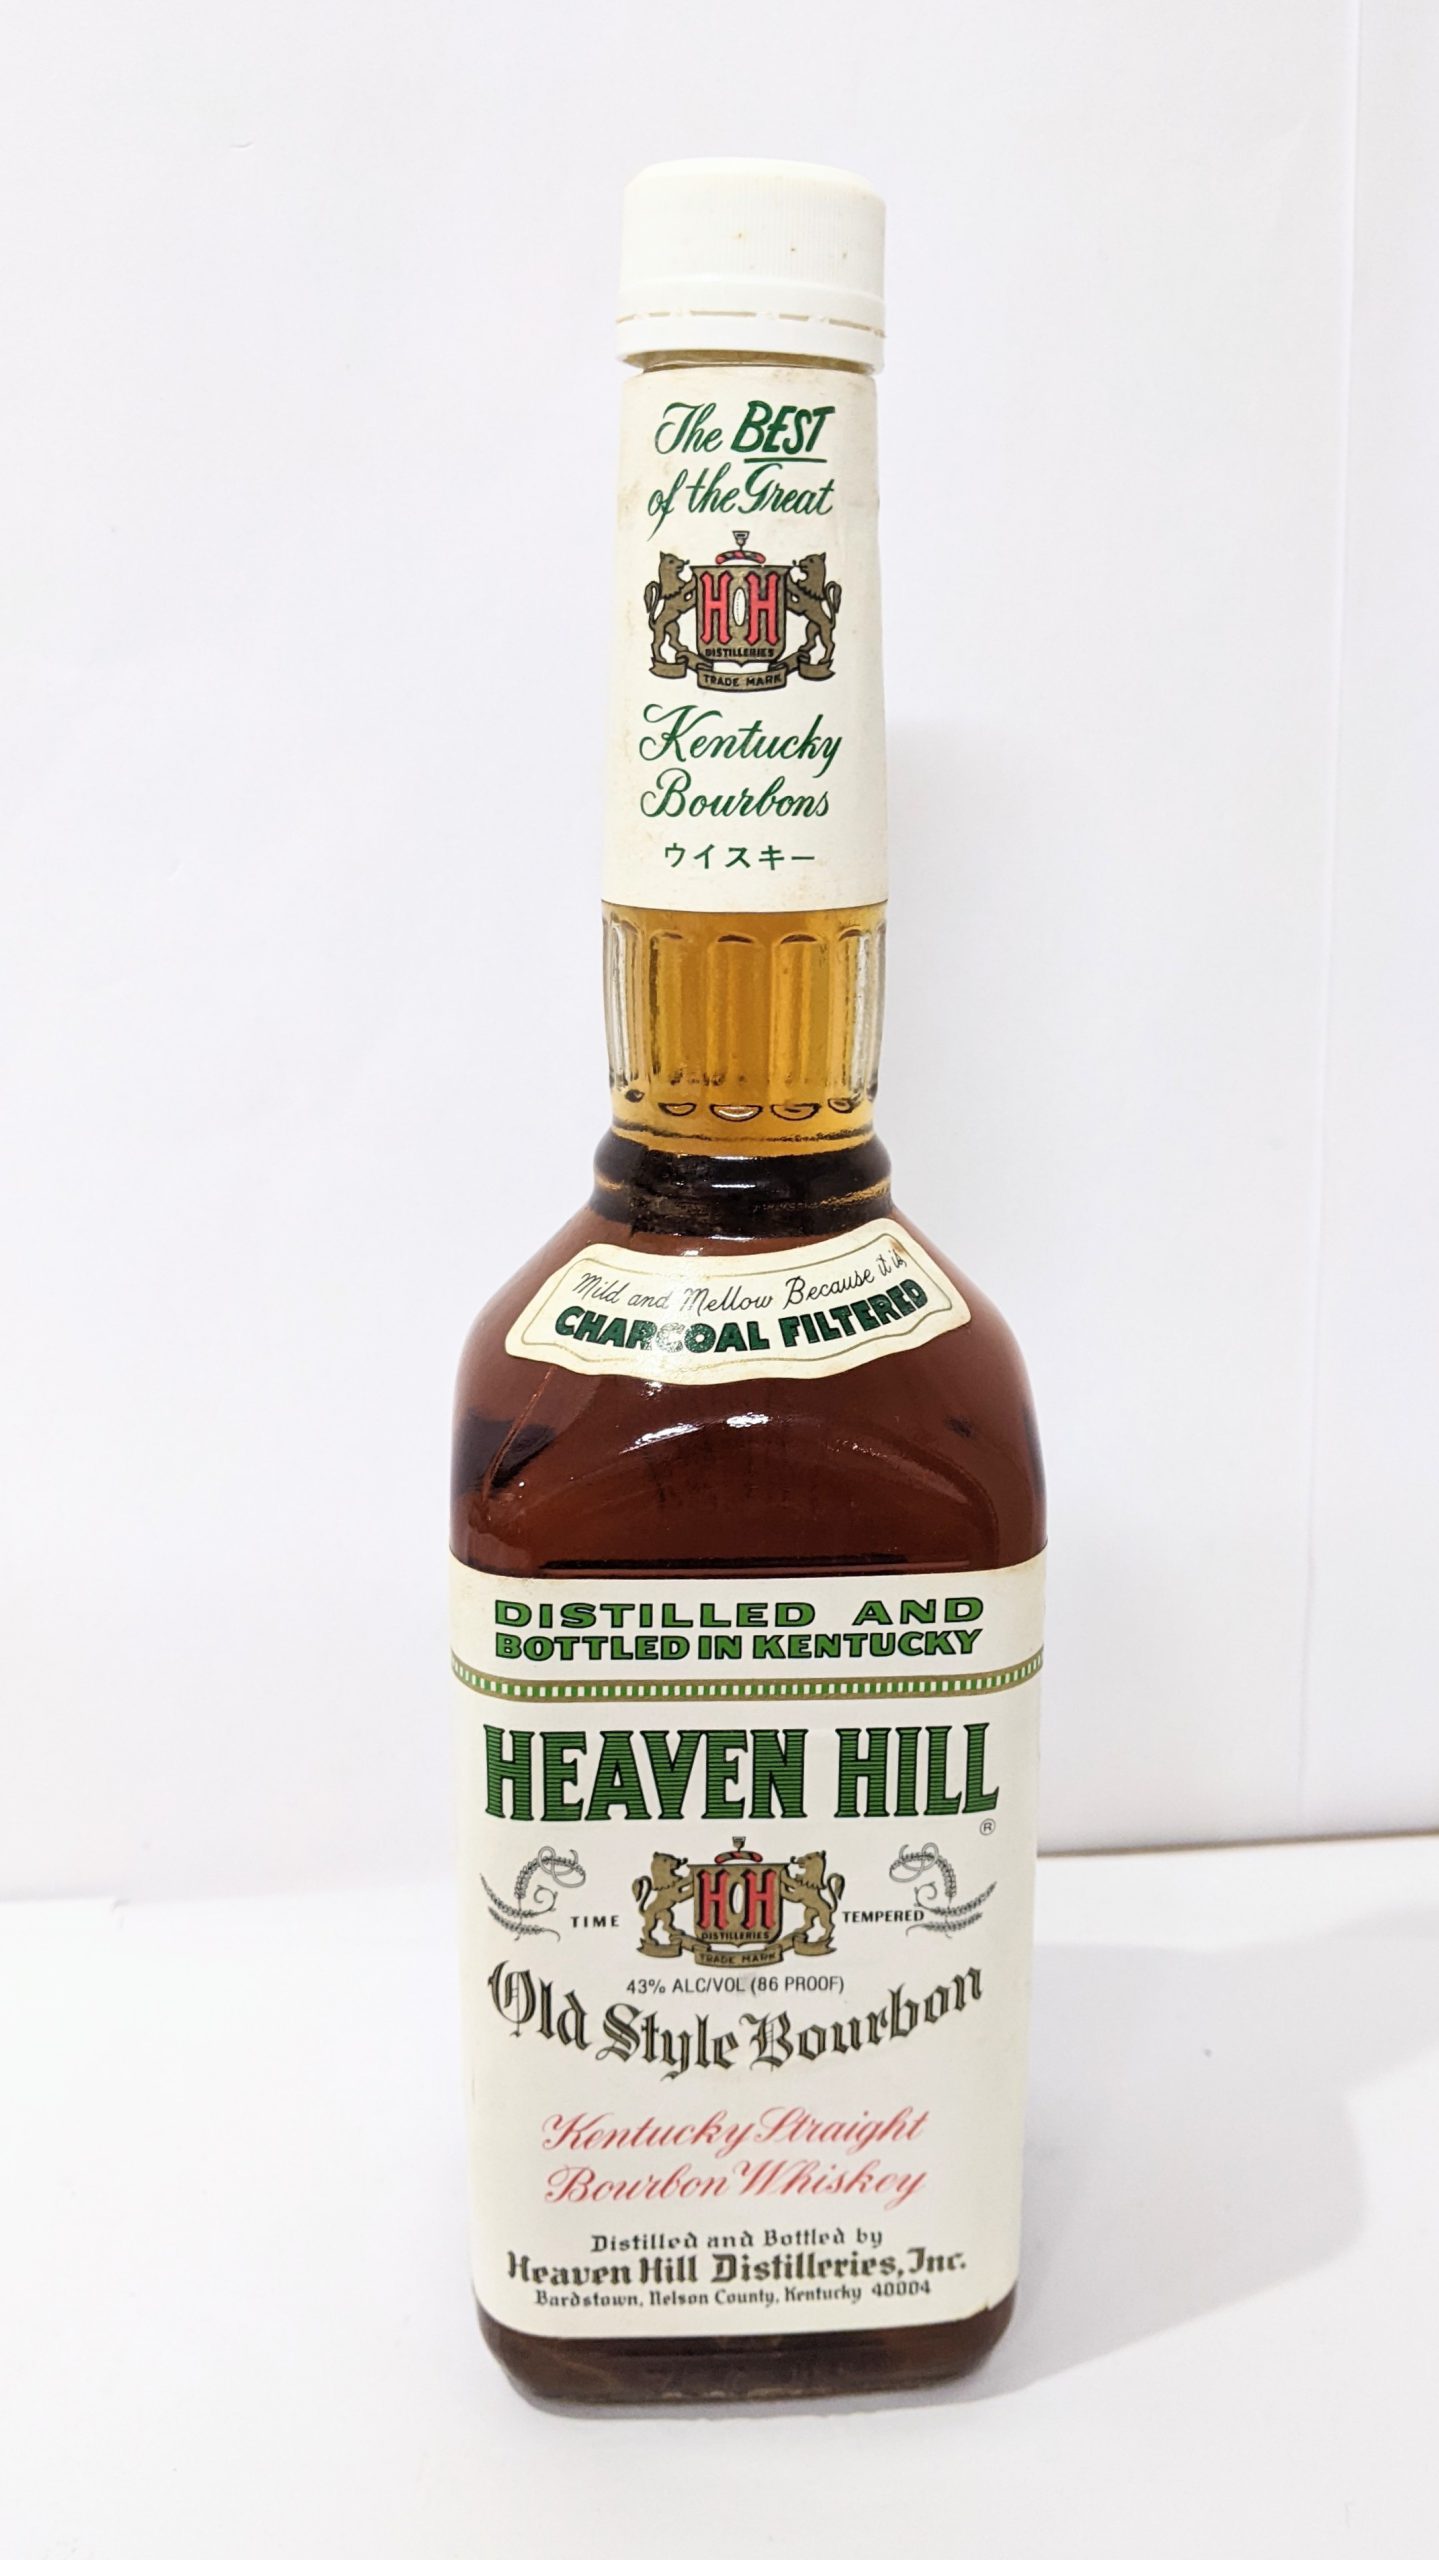 The BEST
of the Great
H H
DISTILLERIES
TRADE MARK
Kentucky
Bourbons
ウイスキー
Mild and Mellow Because it is
CHARCOAL FILTERED
DISTILLED AND
BOTTLED IN KENTUCKY
HEAVEN HILL
®
TIME H H TEMPERED
DISTILLERIES
TRADE MARK
43% ALC/VOL (86 PROOF)
Old Style Bourbon
Kentucky Straight
Bourbon Whiskey
Distilled and Bottled by
Heaven Hill Distilleries, Inc.
Bardstown, Nelson County, Kentucky 40004